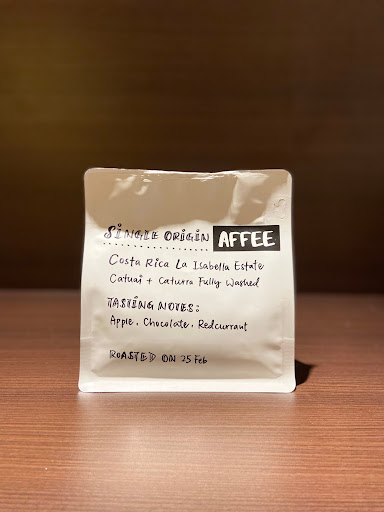 SiNGLE ORiGiN AFFEE
Costa Rica La Isabella Estate
Catuai + Caturra Fully Washed
TASTiNG NOTES:
Apple, Chocolate, Redcurrant
ROASTED ON 25 Feb